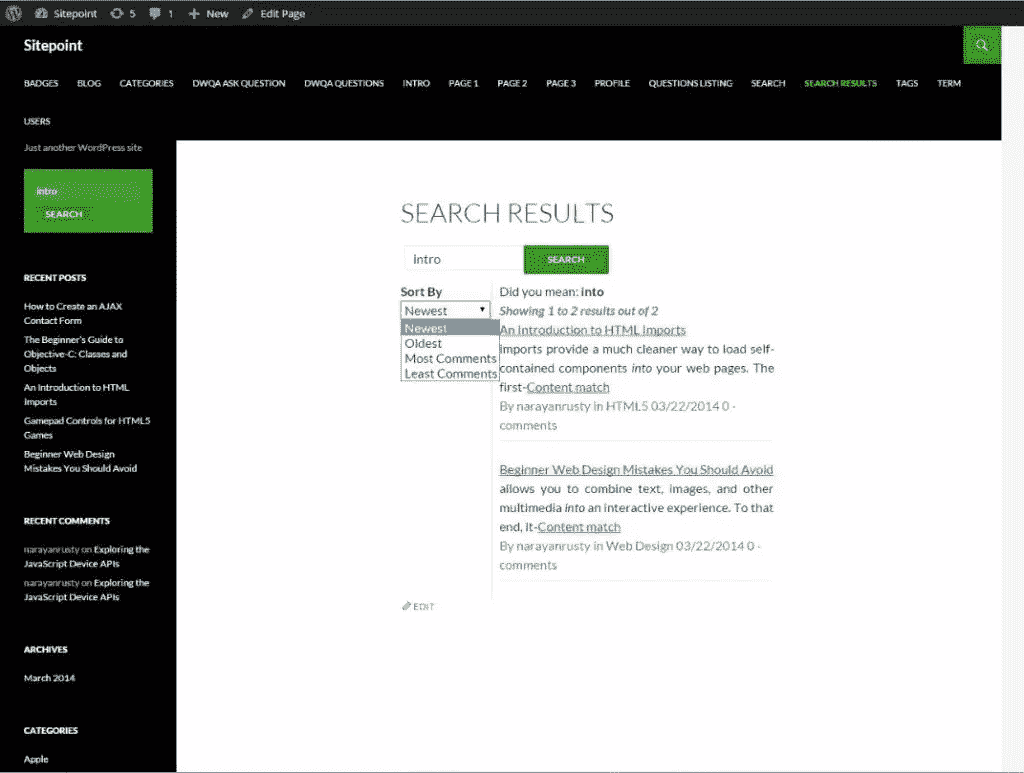 Sitepoint 5 1 New Edit Page
Sitepoint
BADGES BLOG CATEGORIES DWQA ASK QUESTION DWQA QUESTIONS INTRO PAGE 1 PAGE 2 PAGE 3 PROFILE QUESTIONS LISTING SEARCH SEARCH RESULTS TAGS TERM
USERS
Just another WordPress site
intro
SEARCH
RECENT POSTS
How to Create an AJAX
Contact Form
The Beginner's Guide to
Objective-C: Classes and
Objects
An Introduction to HTML
Imports
Gamepad Controls for HTML5
Games
Beginner Web Design
Mistakes You Should Avoid
RECENT COMMENTS
narayanrusty on Exploring the
JavaScript Device APIs
narayanrusty on Exploring the
JavaScript Device APIs
ARCHIVES
March 2014
CATEGORIES
Apple
SEARCH RESULTS
intro SEARCH
Sort By
Newest
Newest
Oldest
Most Comments
Least Comments
Did you mean: into
Showing 1 to 2 results out of 2
An Introduction to HTML Imports
imports provide a much cleaner way to load self-
contained components into your web pages. The
first-Content match
By narayanrusty in HTML5 03/22/2014 0 -
comments
Beginner Web Design Mistakes You Should Avoid
allows you to combine text, images, and other
multimedia into an interactive experience. To that
end, it-Content match
By narayanrusty in Web Design 03/22/2014 0 -
comments
EDIT